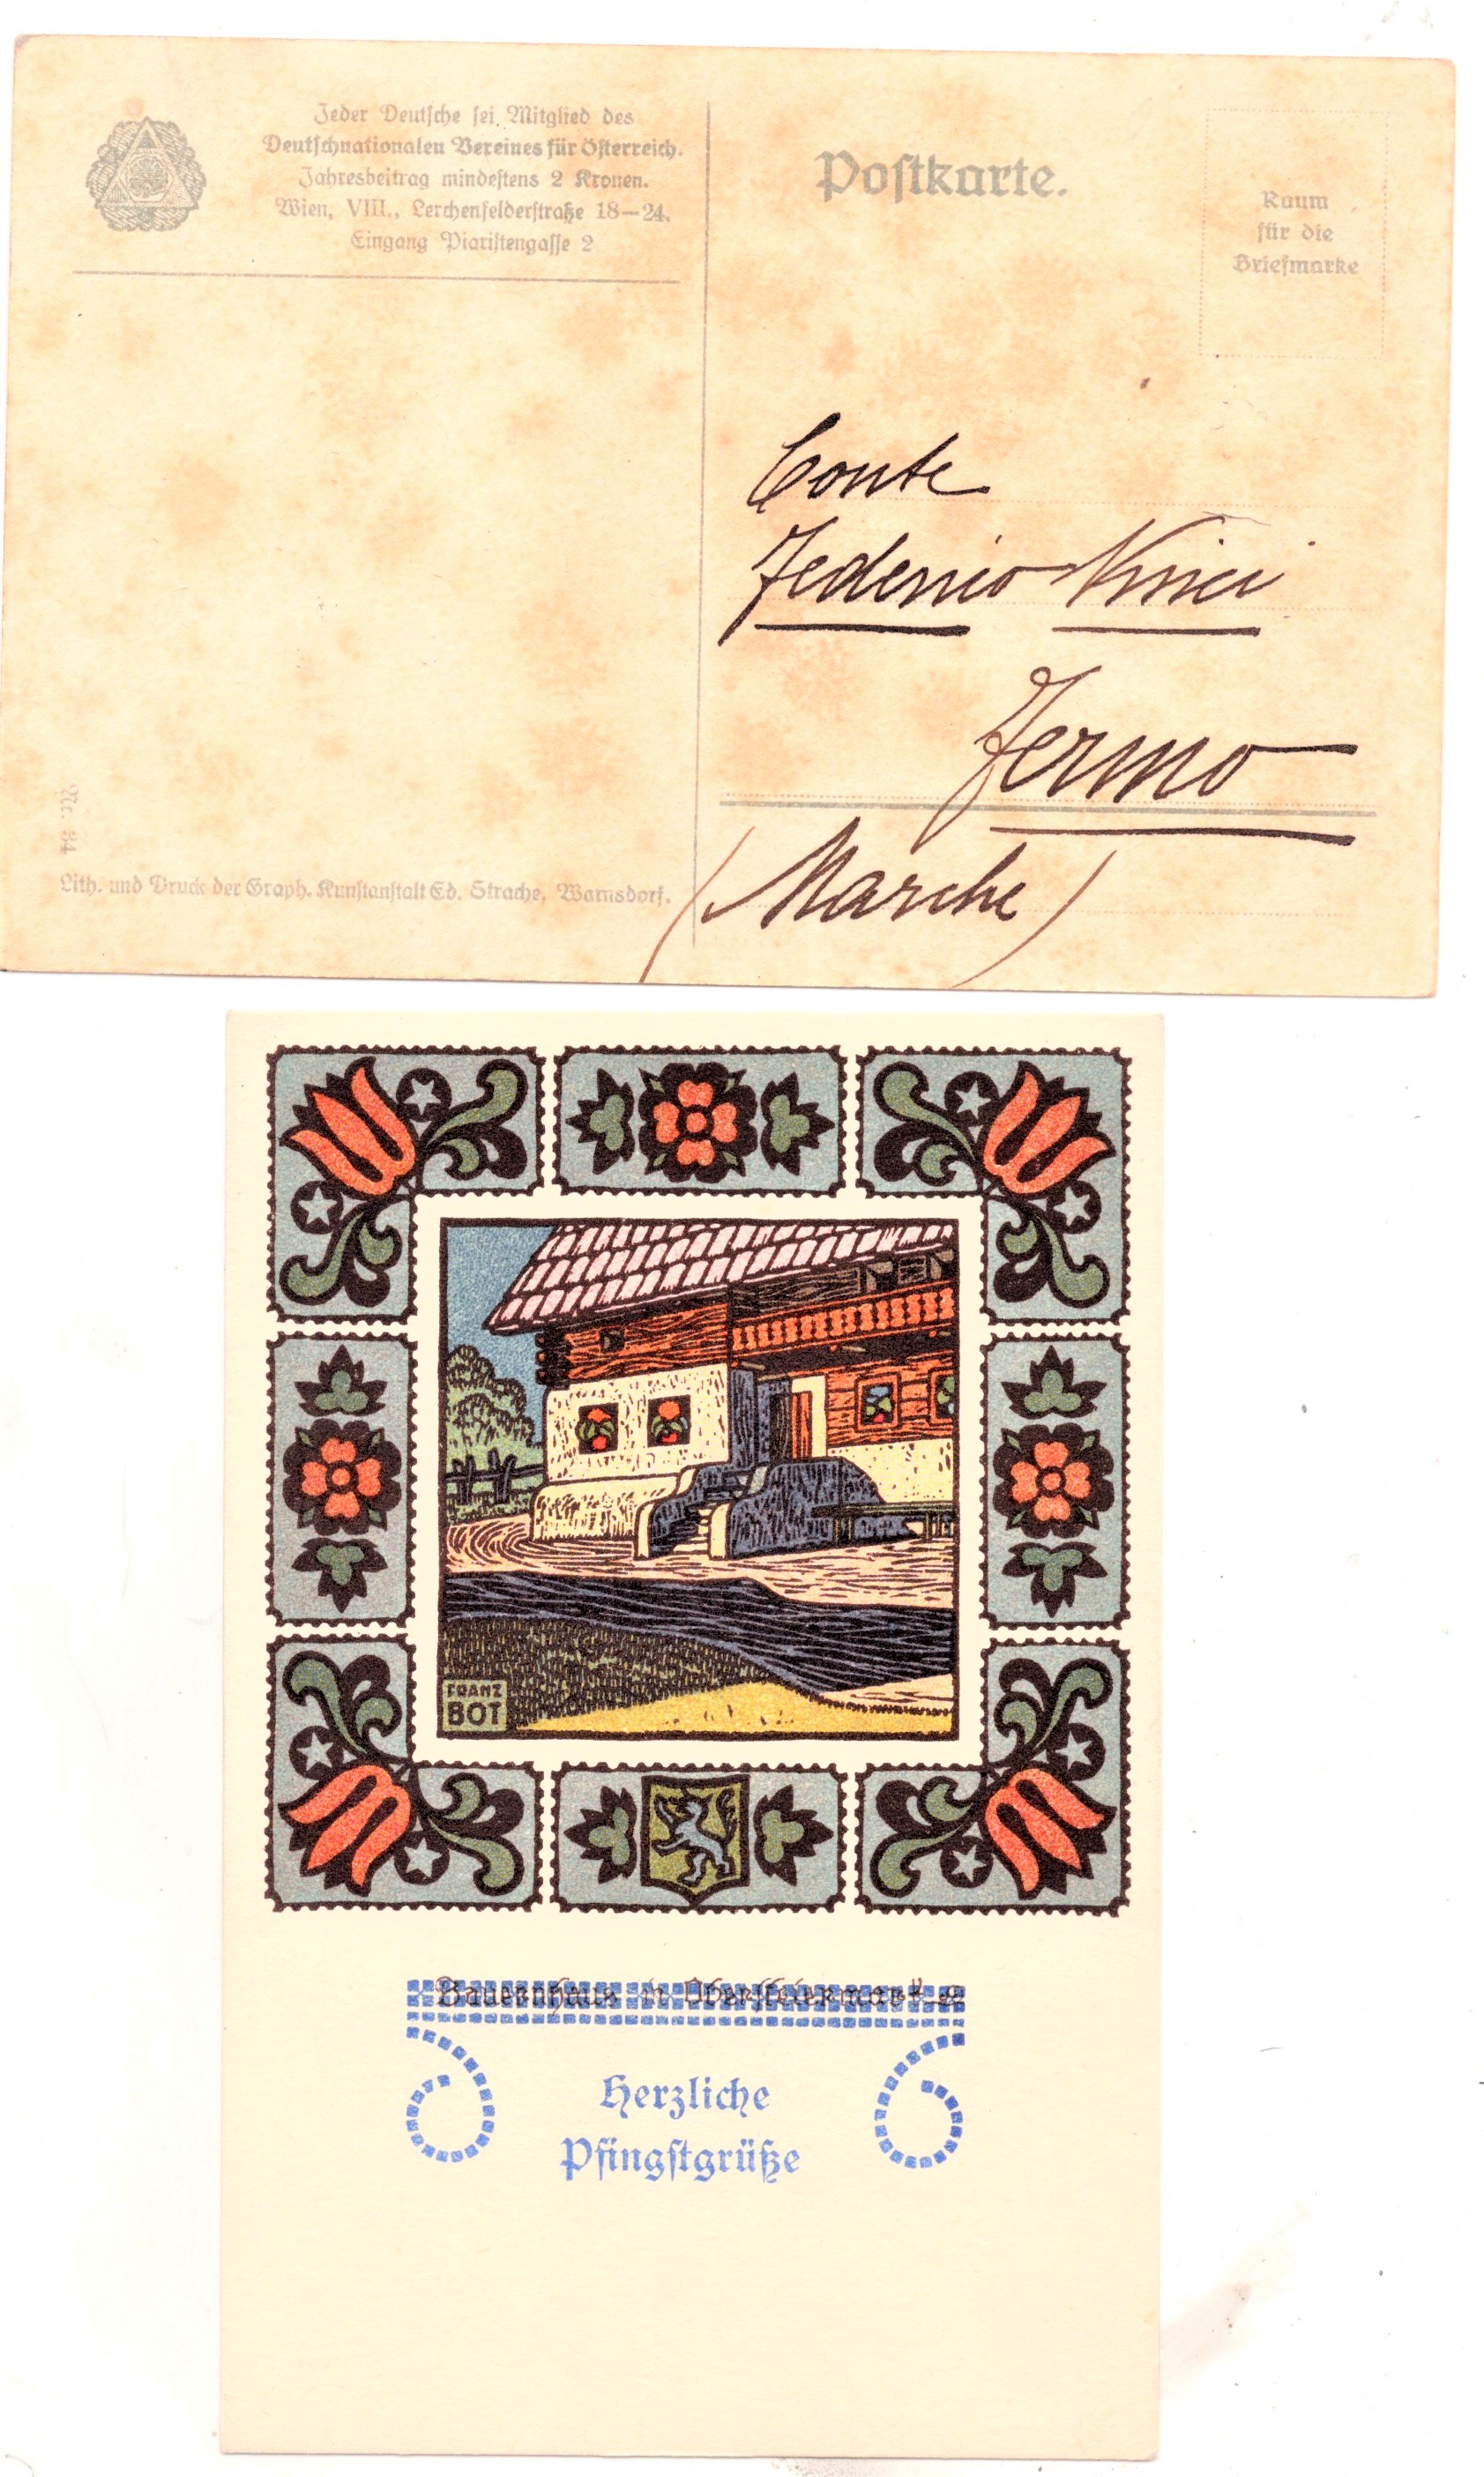 Jeder Deutsche sei Mitglied des
Deutschnationalen Vereines für Österreich.
Jahresbeitrag mindestens 2 Kronen.
Wien, VIII., Lerchenfelderstraße 18—24,
Eingang Piaristengasse 2
Postkarte.
Raum
für die
Briefmarke
Conte
Federico Vinci
Fermo
(Marche)
Nr. 34
Lith. und Druck der Graph. Kunstanstalt Ed. Strache, Warnsdorf.
FRANZ
BOT
Bauernhaus in Obersteiermark
Herzliche
Pfingstgrüße